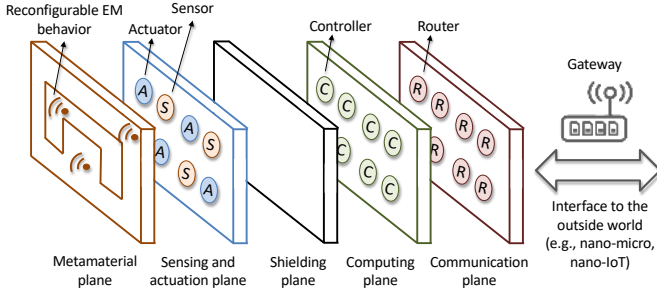 Reconfigurable EM
behavior
Actuator
Sensor
Controller
Router
Gateway
A
S
A
A
S
S
A
C
C
C
C
C
C
C
C
R
R
R
R
R
R
R
R
Interface to the
outside world
(e.g., nano-micro,
nano-IoT)
Metamaterial
plane
Sensing and
actuation plane
Shielding
plane
Computing
plane
Communication
plane